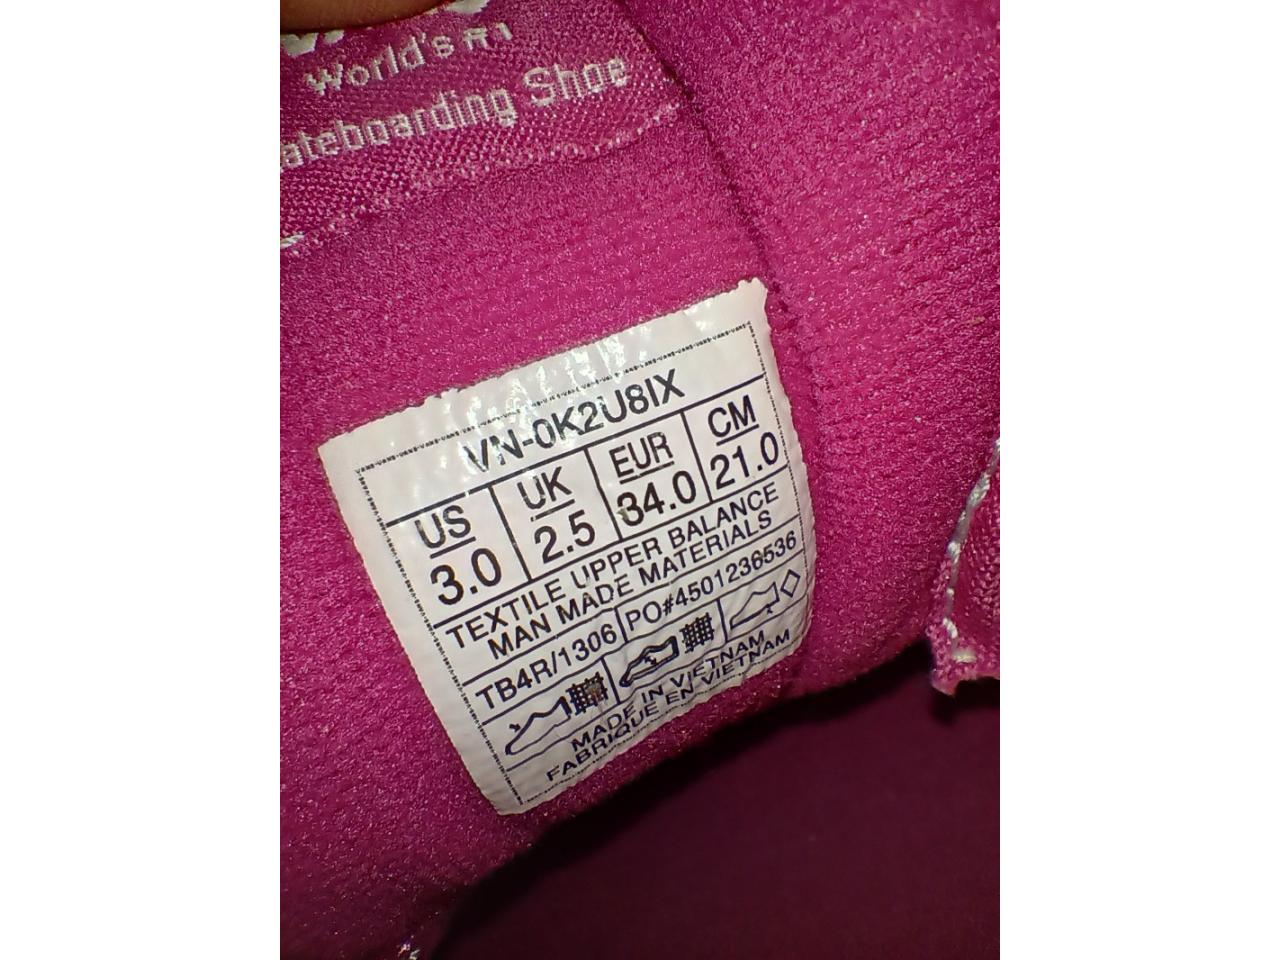 World's #1
ateboarding Shoe
VN-0K2U8IX
US UK EUR CM
3.0 2.5 34.0 21.0
TEXTILE UPPER BALANCE
MAN MADE MATERIALS
TB4R/1306 PO#4501236536
MADE IN VIETNAM
FABRIQUE EN VIETNAM